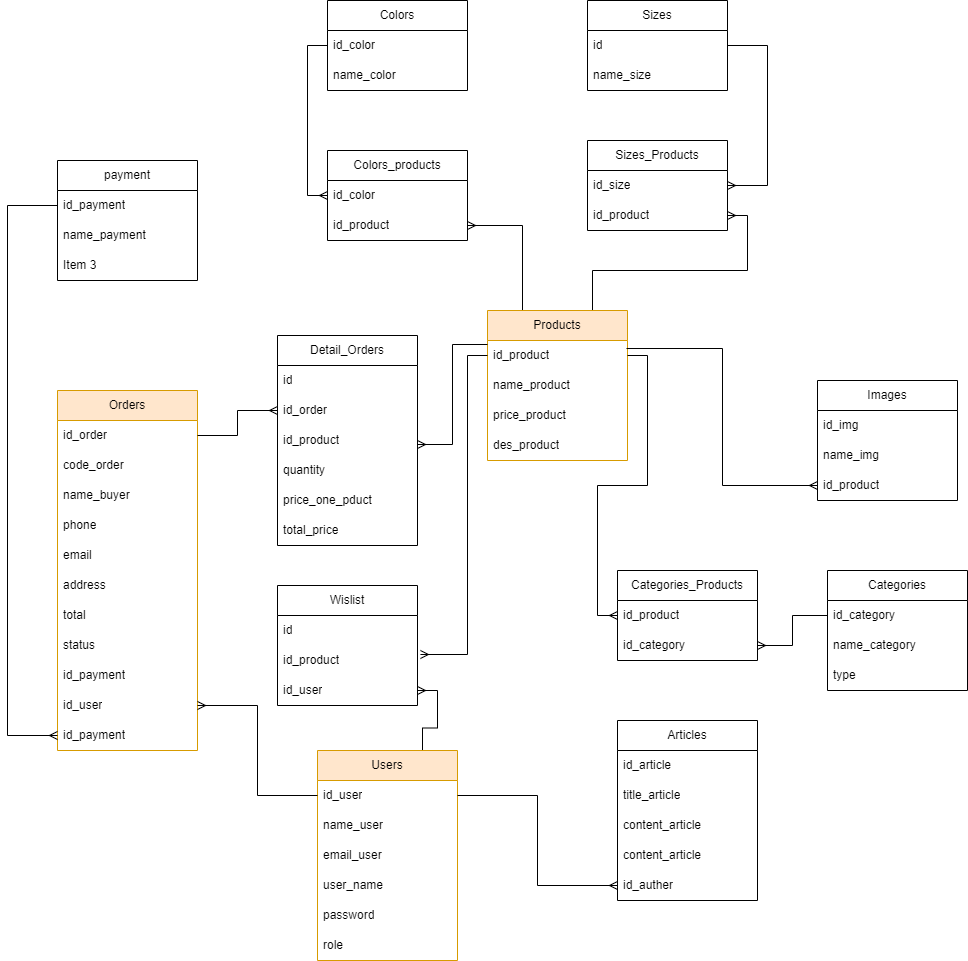 Colors
id_color
name_color
Sizes
id
name_size
Colors_products
id_color
id_product
Sizes_Products
id_size
id_product
payment
id_payment
name_payment
Item 3
Products
id_product
name_product
price_product
des_product
Detail_Orders
id
id_order
id_product
quantity
price_one_pduct
total_price
Orders
id_order
code_order
name_buyer
phone
email
address
total
status
id_payment
id_user
id_payment
Images
id_img
name_img
id_product
Wislist
id
id_product
id_user
Categories_Products
id_product
id_category
Categories
id_category
name_category
type
Users
id_user
name_user
email_user
user_name
password
role
Articles
id_article
title_article
content_article
content_article
id_auther